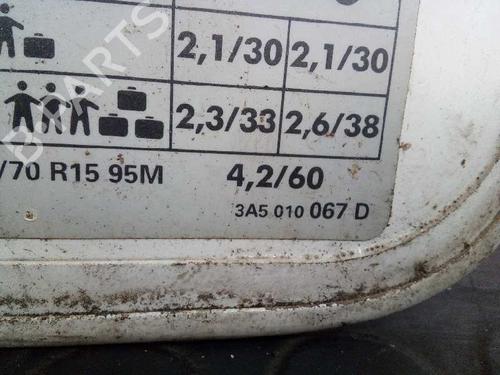 2,1/30 2,1/30
2,3/33 2,6/38
/70 R15 95M 4,2/60
3A5 010 067 D